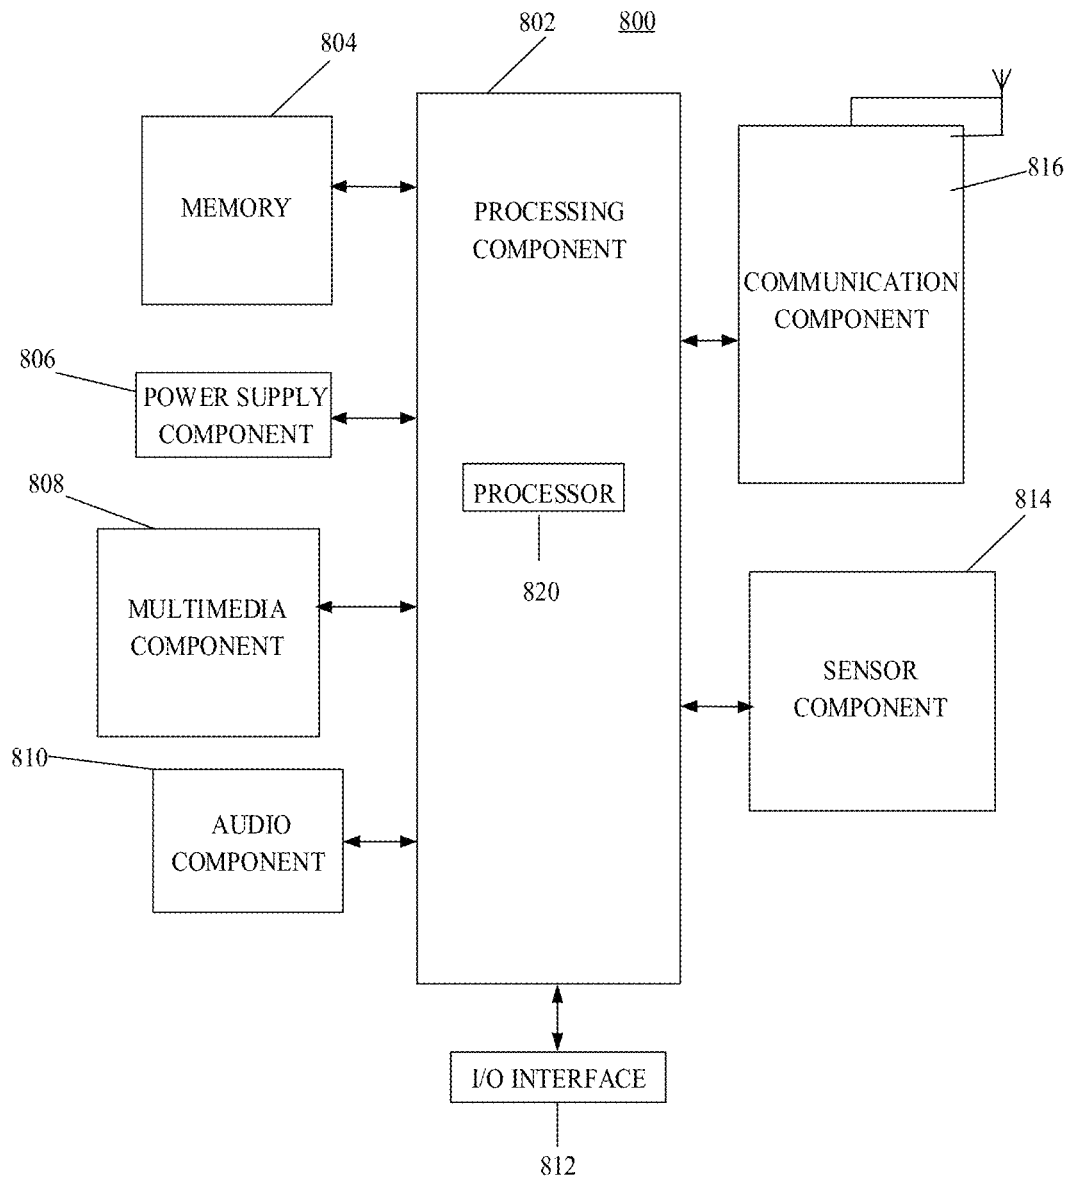 802
800
804
MEMORY
PROCESSING
COMPONENT
816
COMMUNICATION
COMPONENT
806
POWER SUPPLY
COMPONENT
808
PROCESSOR
820
814
MULTIMEDIA
COMPONENT
SENSOR
COMPONENT
810
AUDIO
COMPONENT
I/O INTERFACE
812